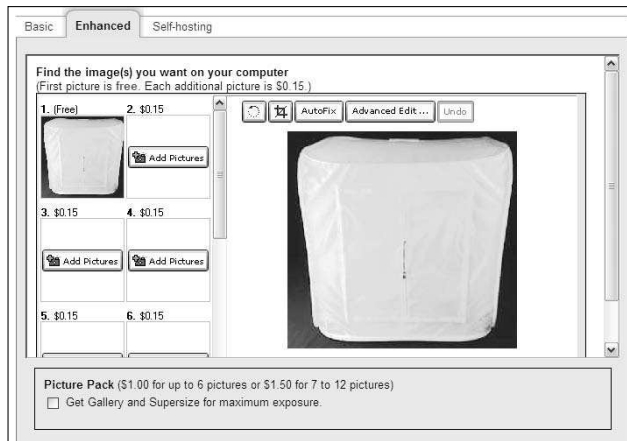 Basic Enhanced Self-hosting
Find the image(s) you want on your computer
(First picture is free. Each additional picture is $0.15.)
1. (Free) 2. $0.15
AutoFix Advanced Edit ... Undo
Add Pictures
3. $0.15 4. $0.15
Add Pictures Add Pictures
5. $0.15 6. $0.15
Picture Pack ($1.00 for up to 6 pictures or $1.50 for 7 to 12 pictures)
Get Gallery and Supersize for maximum exposure.